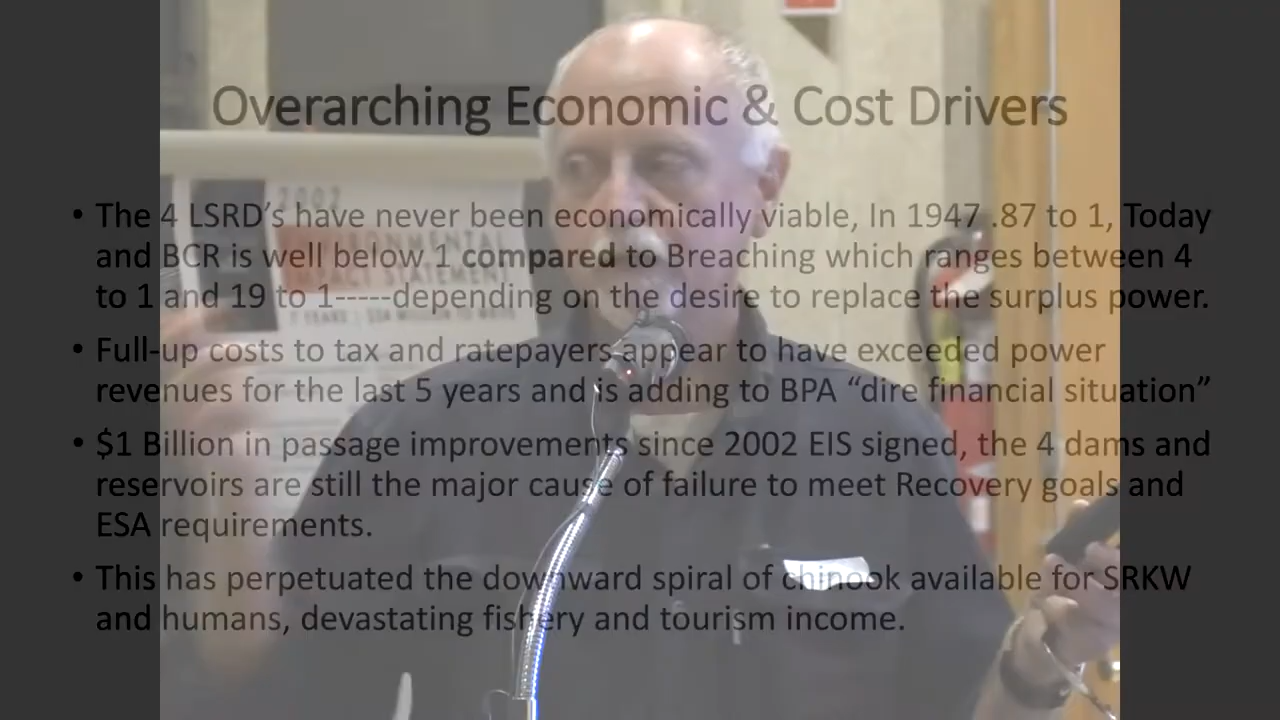 Overarching Economic & Cost Drivers
• The 4 LSRD’s have never been economically viable, In 1947 .87 to 1, Today
and BCR is well below 1 compared to Breaching which ranges between 4
to 1 and 19 to 1-----depending on the desire to replace the surplus power.
• Full-up costs to tax and ratepayers appear to have exceeded power
revenues for the last 5 years and is adding to BPA “dire financial situation”
• $1 Billion in passage improvements since 2002 EIS signed, the 4 dams and
reservoirs are still the major cause of failure to meet Recovery goals and
ESA requirements.
• This has perpetuated the downward spiral of chinook available for SRKW
and humans, devastating fishery and tourism income.
2002
ENVIRONMENTAL
IMPACT STATEMENT